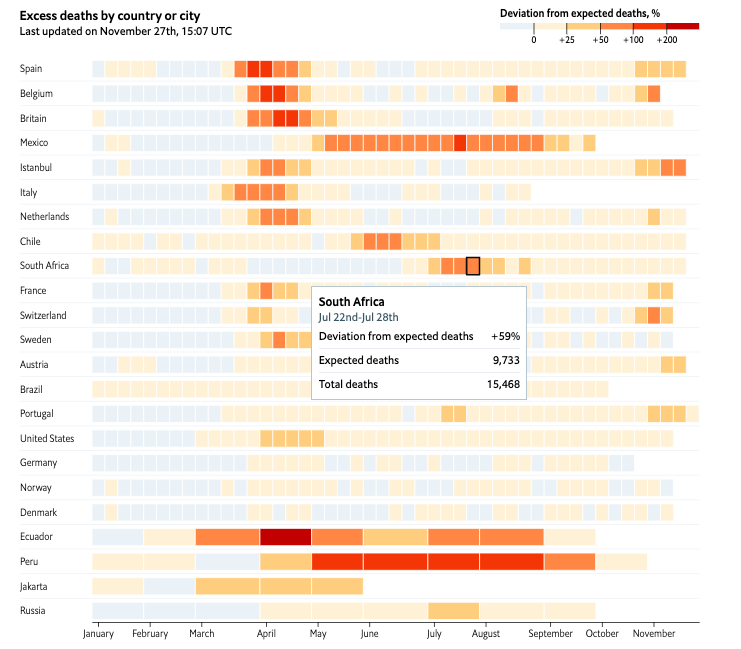 Excess deaths by country or city
Last updated on November 27th, 15:07 UTC
Deviation from expected deaths, %
0 +25 +50 +100 +200
Spain
Belgium
Britain
Mexico
Istanbul
Italy
Netherlands
Chile
South Africa
France
Switzerland
Sweden
Austria
Brazil
Portugal
United States
Germany
Norway
Denmark
Ecuador
Peru
Jakarta
Russia
South Africa
Jul 22nd-Jul 28th
Deviation from expected deaths +59%
Expected deaths 9,733
Total deaths 15,468
January February March April May June July August September October November